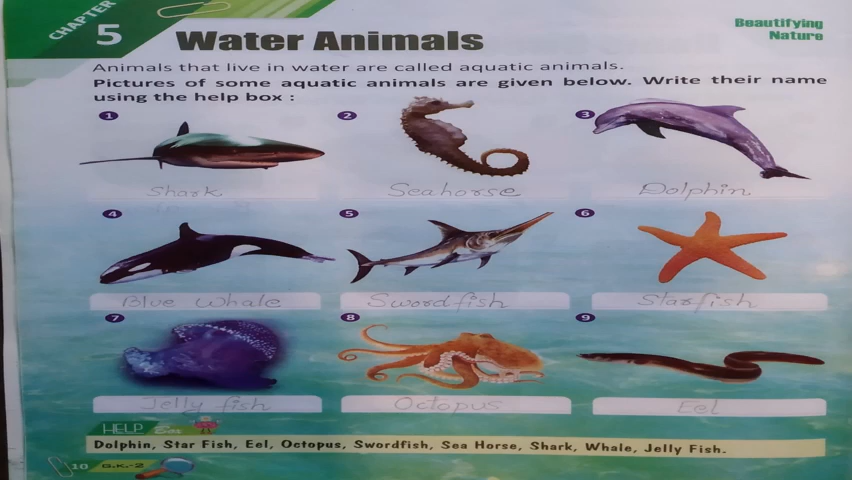 CHAPTER 5
Water Animals
Beautifying
Nature
Animals that live in water are called aquatic animals.
Pictures of some aquatic animals are given below. Write their name
using the help box :
1 2 3
Shark Seahorse Dolphin
4 5 6
Blue Whale Swordfish Starfish
7 8 9
Jelly fish Octopus Eel
HELP Box
Dolphin, Star Fish, Eel, Octopus, Swordfish, Sea Horse, Shark, Whale, Jelly Fish.
10 G.K.-2